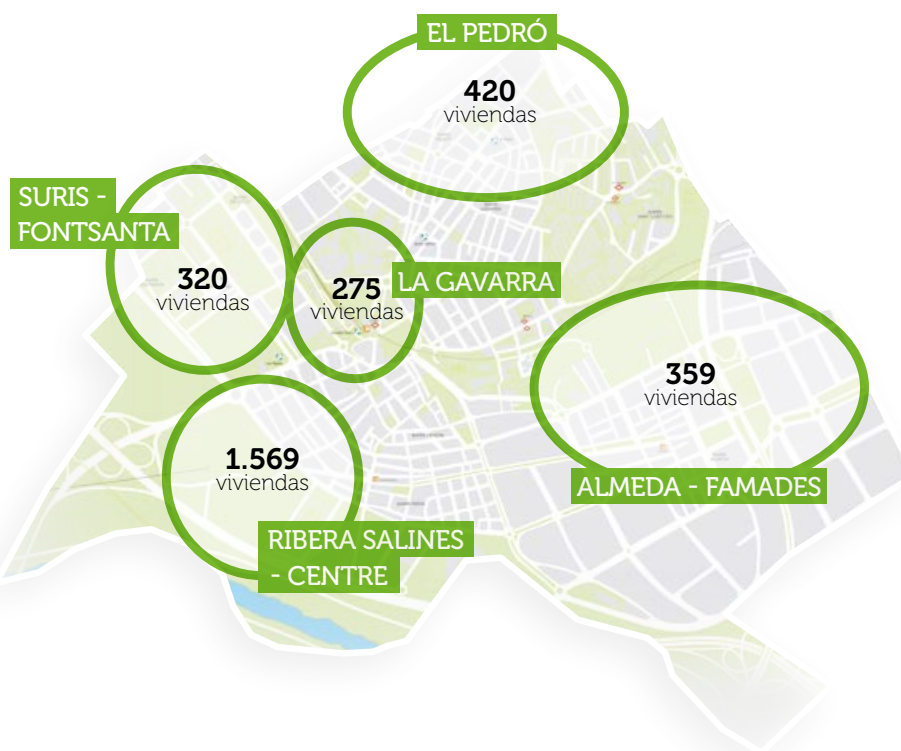 EL PEDRÓ
420
viviendas
SURIS -
FONTSANTA
320
viviendas
275
viviendas
LA GAVARRA
359
viviendas
ALMEDA - FAMADES
1.569
viviendas
RIBERA SALINES
- CENTRE